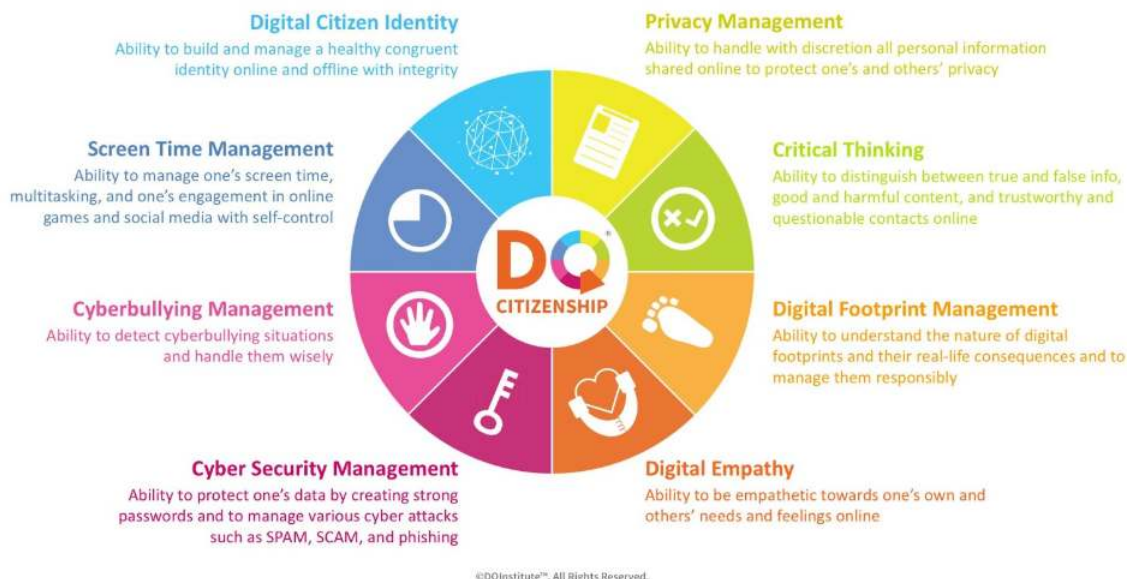 Digital Citizen Identity
Ability to build and manage a healthy congruent
identity online and offline with integrity
Privacy Management
Ability to handle with discretion all personal information
shared online to protect one's and others' privacy
Screen Time Management
Ability to manage one's screen time,
multitasking, and one's engagement in online
games and social media with self-control
Critical Thinking
Ability to distinguish between true and false info,
good and harmful content, and trustworthy and
questionable contacts online
DQ®
CITIZENSHIP
Cyberbullying Management
Ability to detect cyberbullying situations
and handle them wisely
Digital Footprint Management
Ability to understand the nature of digital
footprints and their real-life consequences and to
manage them responsibly
Cyber Security Management
Ability to protect one's data by creating strong
passwords and to manage various cyber attacks
such as SPAM, SCAM, and phishing
Digital Empathy
Ability to be empathetic towards one's own and
others' needs and feelings online
©DQInstitute™. All Rights Reserved.